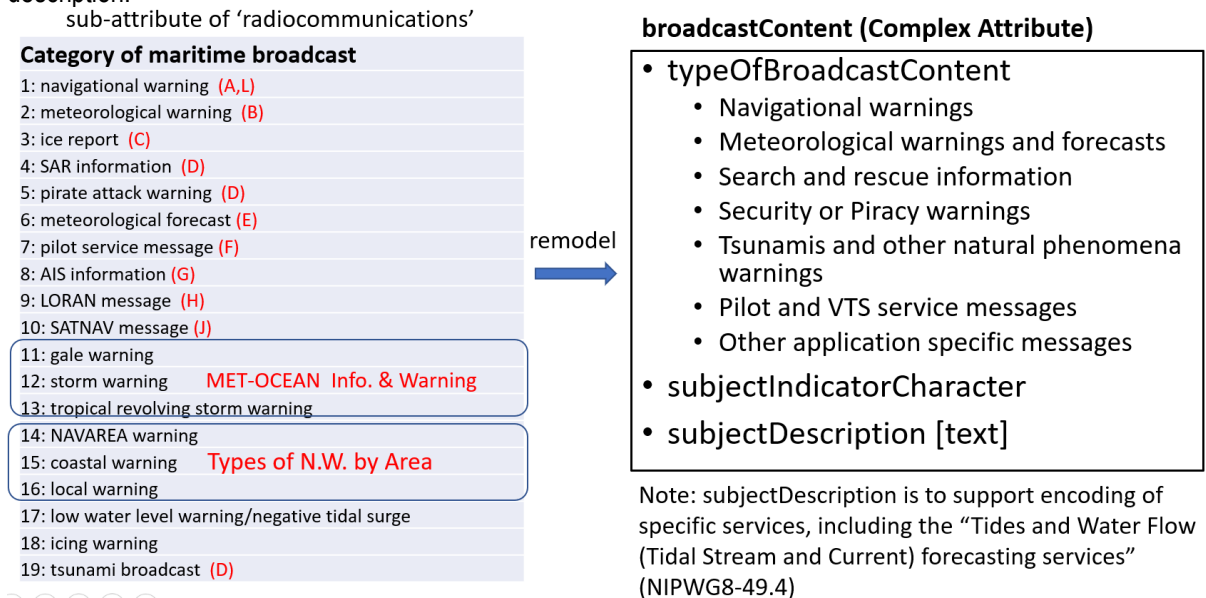 description.
sub-attribute of ‘radiocommunications’
Category of maritime broadcast
1: navigational warning (A,L)
2: meteorological warning (B)
3: ice report (C)
4: SAR information (D)
5: pirate attack warning (D)
6: meteorological forecast (E)
7: pilot service message (F)
8: AIS information (G)
9: LORAN message (H)
10: SATNAV message (J)
11: gale warning
12: storm warning MET-OCEAN Info. & Warning
13: tropical revolving storm warning
14: NAVAREA warning
15: coastal warning Types of N.W. by Area
16: local warning
17: low water level warning/negative tidal surge
18: icing warning
19: tsunami broadcast (D)
remodel
broadcastContent (Complex Attribute)
• typeOfBroadcastContent
• Navigational warnings
• Meteorological warnings and forecasts
• Search and rescue information
• Security or Piracy warnings
• Tsunamis and other natural phenomena
warnings
• Pilot and VTS service messages
• Other application specific messages
• subjectIndicatorCharacter
• subjectDescription [text]
Note: subjectDescription is to support encoding of
specific services, including the “Tides and Water Flow
(Tidal Stream and Current) forecasting services”
(NIPWG8-49.4)